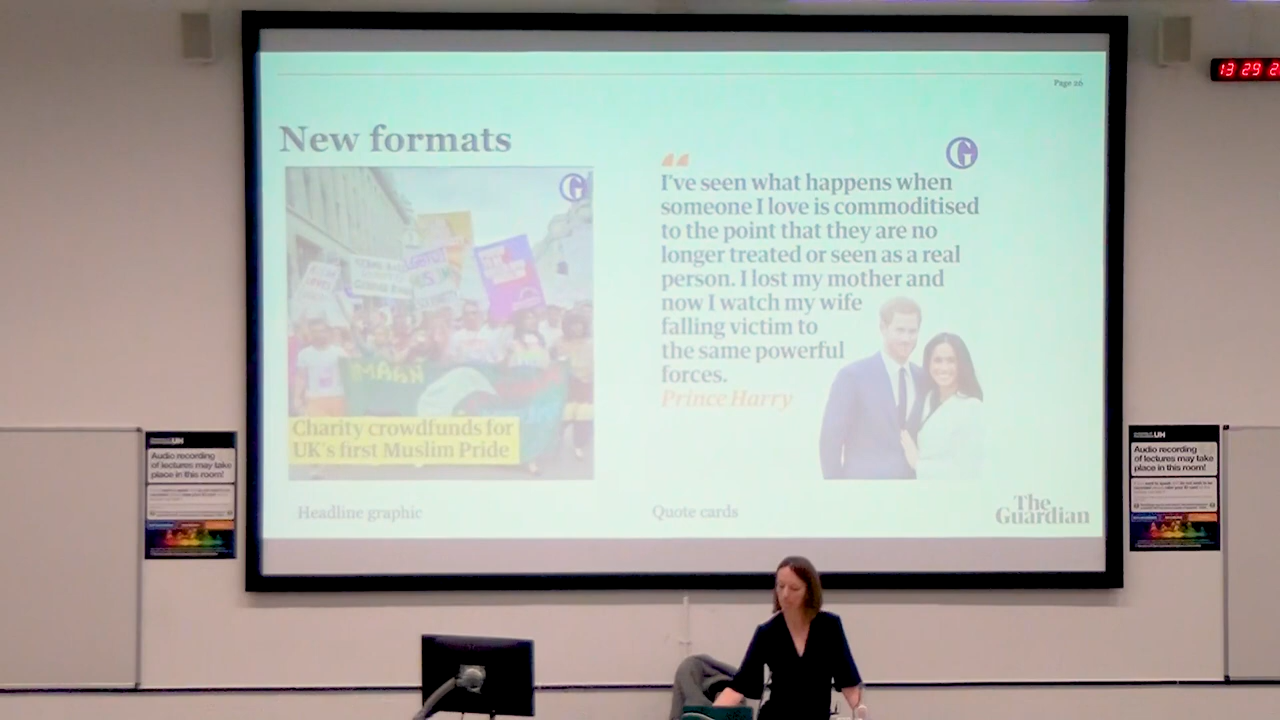 13 29 2
Page 26
New formats
G
Charity crowdfunds for
UK's first Muslim Pride
Headline graphic
G
“
I've seen what happens when
someone I love is commoditised
to the point that they are no
longer treated or seen as a real
person. I lost my mother and
now I watch my wife
falling victim to
the same powerful
forces.
Prince Harry
Quote cards
The
Guardian
UH
Audio recording
of lectures may take
place in this room!
UH
Audio recording
of lectures may take
place in this room!